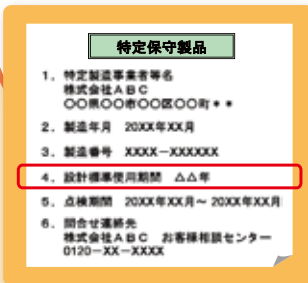 特定保守製品
1．特定製造事業者等名
株式会社ABC
〇〇県〇〇市〇〇区〇〇町＊＊
2．製造年月　20XX年XX月
3．製造番号　XXXX－XXXXXX
4．設計標準使用期間　△△年
5．点検期間　20XX年XX月～20XX年XX月
6．問合せ連絡先
株式会社ABC　お客様相談センター
0120－XX－XXXX